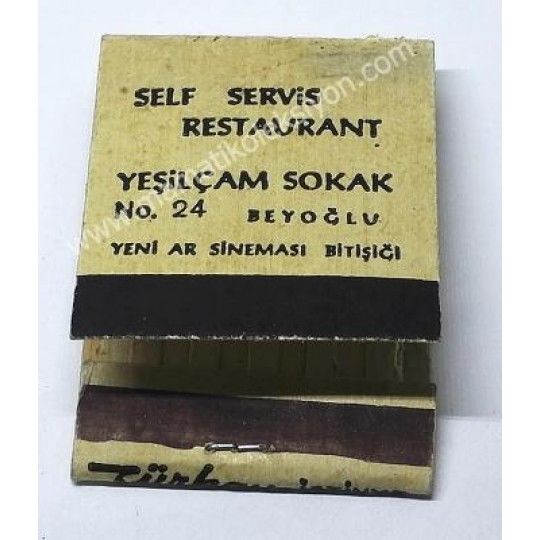 SELF SERVİS
RESTAURANT
YEŞİLÇAM SOKAK
No. 24 BEYOĞLU
YENİ AR SİNEMASI BİTİŞİĞİ